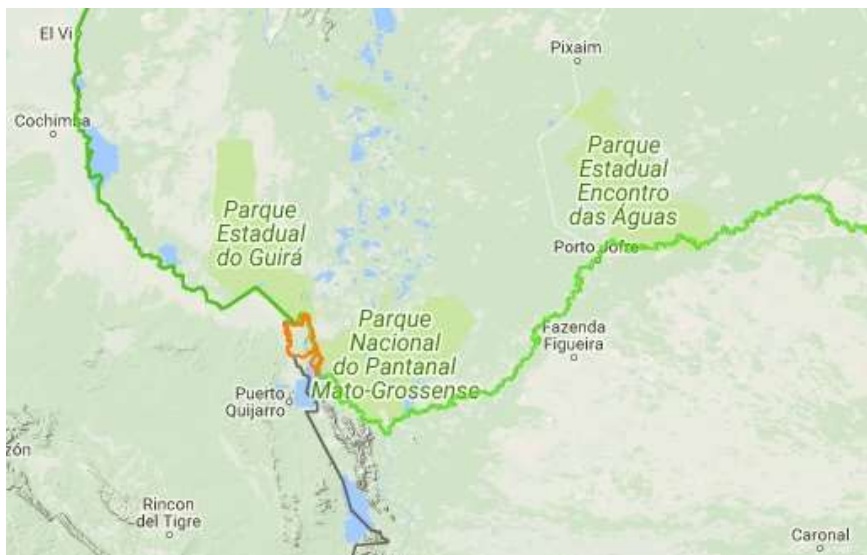 El Vi
Pixaim
Cochimba
Parque
Estadual
Encontro
das Águas
Parque
Estadual
do Guirá
Porto Jofre
Parque
Nacional
do Pantanal
Mato-Grossense
Fazenda
Figueira
Puerto
Quijarro
zón
Rincon
del Tigre
Caronal